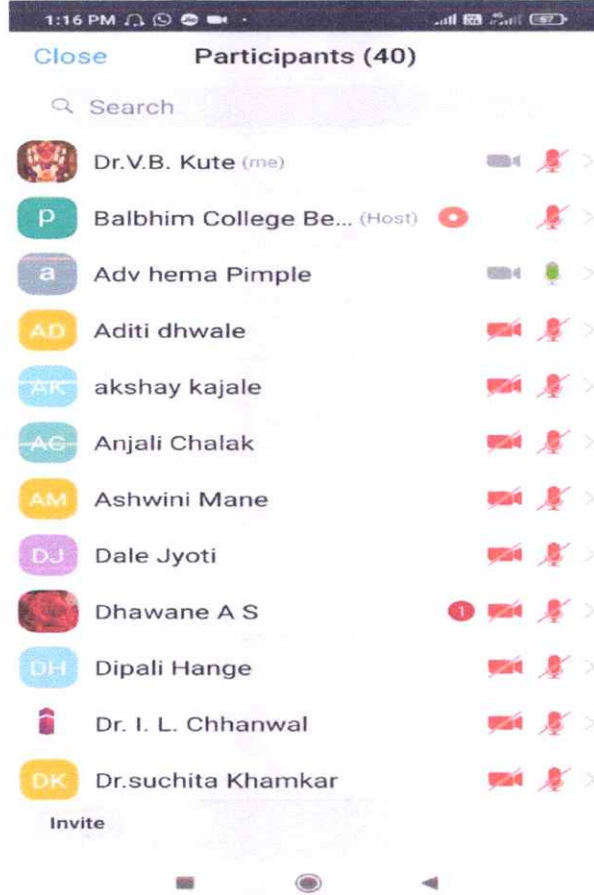 1:16 PM
Close Participants (40)
Search
Dr.V.B. Kute (me)
p Balbhim College Be... (Host)
a Adv hema Pimple
AD Aditi dhwale
AK akshay kajale
AC Anjali Chalak
AM Ashwini Mane
DJ Dale Jyoti
Dhawane A S 1
DH Dipali Hange
Dr. I. L. Chhanwal
DK Dr.suchita Khamkar
Invite